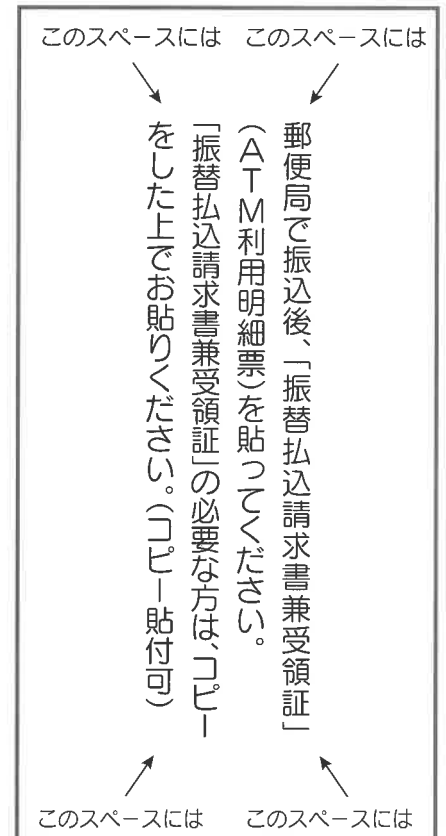 このスペースには　このスペースには
郵便局で振込後、「振替払込請求書兼受領証」
（ATM利用明細票）を貼ってください。
「振替払込請求書兼受領証」の必要な方は、コピー
をした上でお貼りください。（コピー貼付可）
このスペースには　このスペースには